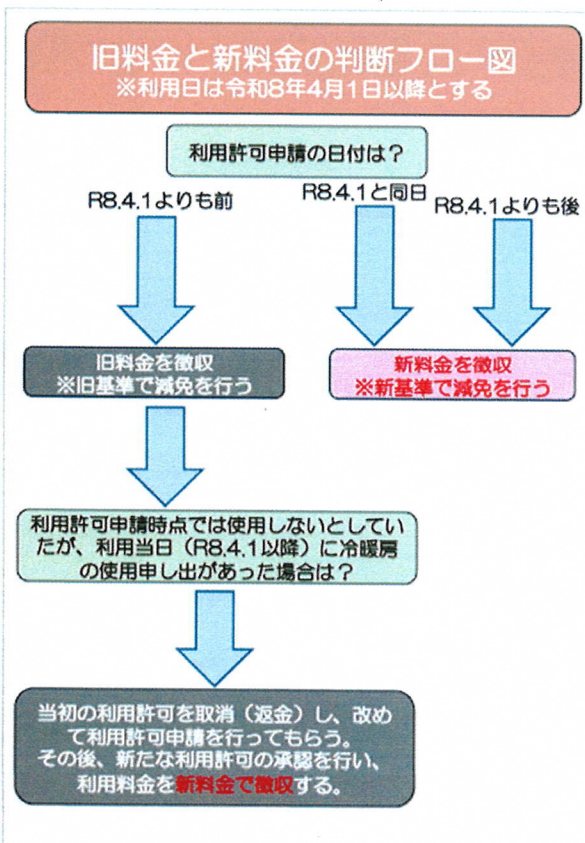 旧料金と新料金の判断フロー図
※利用日は令和8年4月1日以降とする
利用許可申請の日付は？
R8.4.1よりも前
R8.4.1と同日
R8.4.1よりも後
旧料金を徴収
※旧基準で減免を行う
新料金を徴収
※新基準で減免を行う
利用許可申請時点では使用しないとしてい
たが、利用当日（R8.4.1以降）に冷暖房
の使用申し出があった場合は？
当初の利用許可を取消（返金）し、改め
て利用許可申請を行ってもらう。
その後、新たな利用許可の承認を行い、
利用料金を新料金で徴収する。